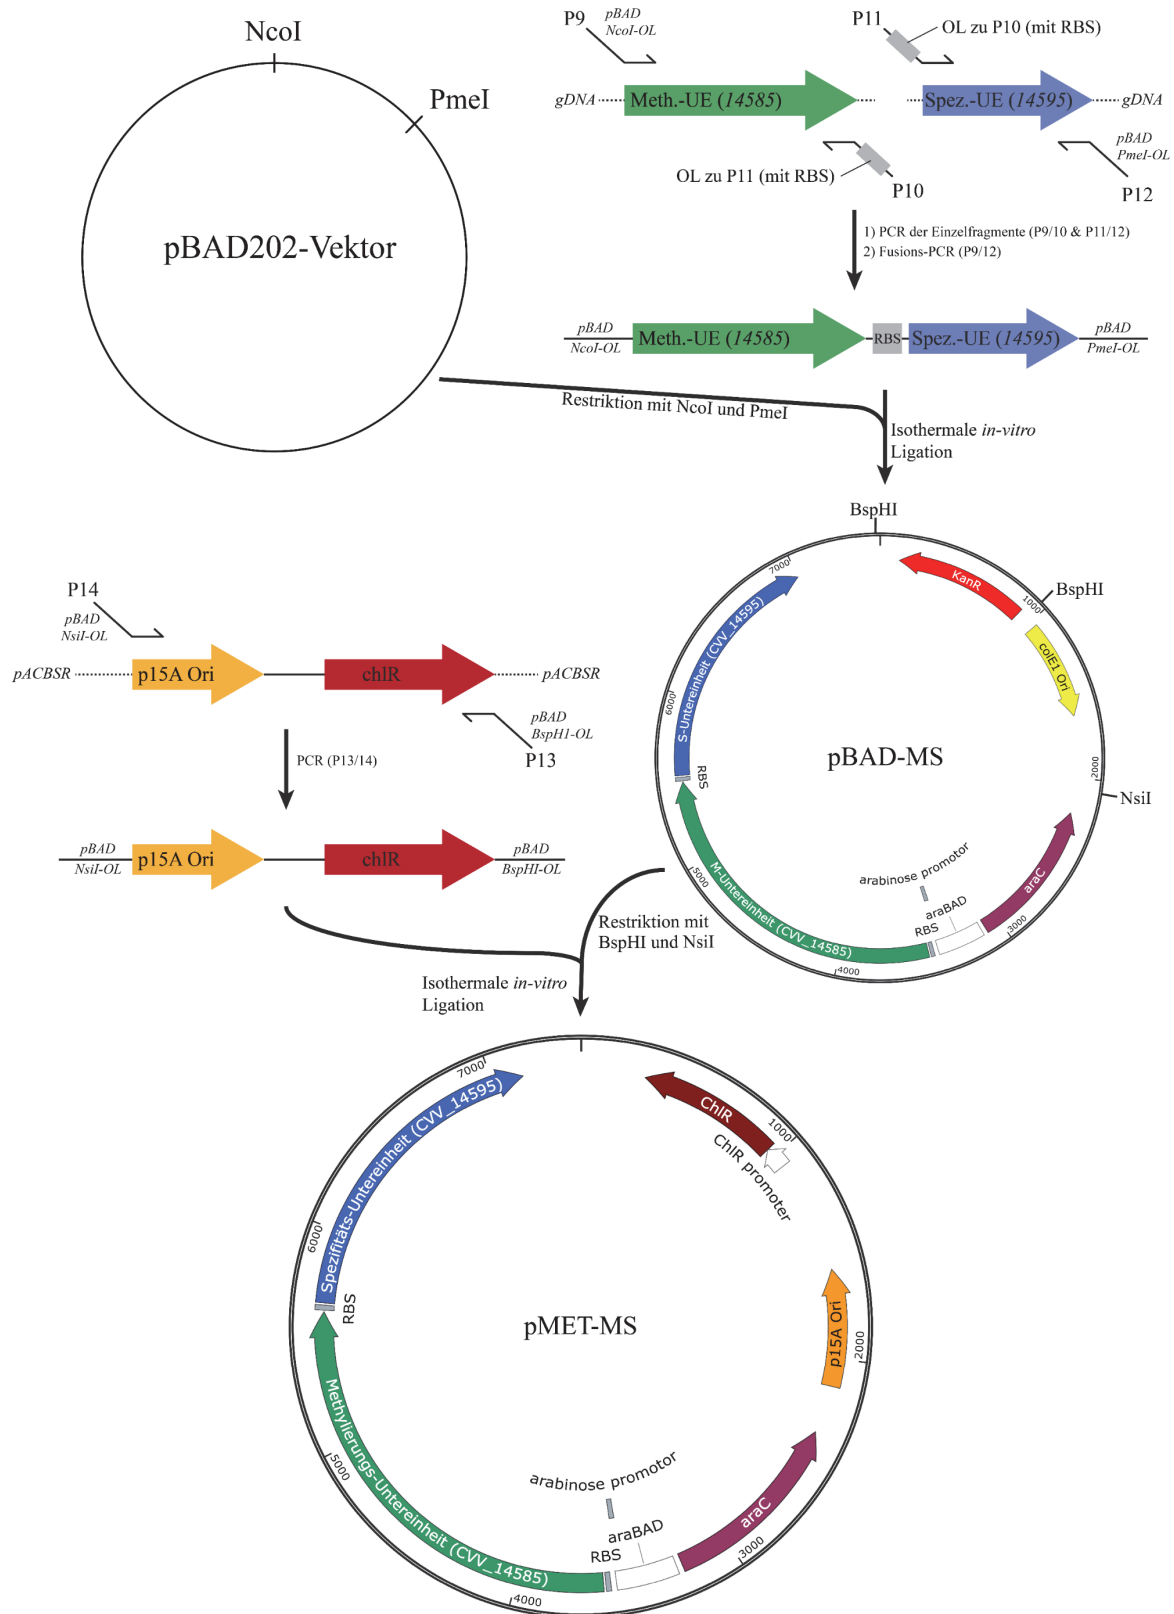 NcoI
PmeI
pBAD202-Vektor
P9
pBAD
NcoI-OL
P11
OL zu P10 (mit RBS)
gDNA
Meth.-UE (14585)
Spez.-UE (14595)
gDNA
OL zu P11 (mit RBS)
P10
pBAD
PmeI-OL
P12
1) PCR der Einzelfragmente (P9/10 & P11/12)
2) Fusions-PCR (P9/12)
pBAD
NcoI-OL
Meth.-UE (14585)
RBS
Spez.-UE (14595)
pBAD
PmeI-OL
Restriktion mit NcoI und PmeI
Isothermale in-vitro
Ligation
P14
pBAD
NsiI-OL
pACBSR
p15A Ori
chlR
pACBSR
pBAD
BspH1-OL
P13
PCR (P13/14)
pBAD
NsiI-OL
p15A Ori
chlR
pBAD
BspHI-OL
BspHI
BspHI
NsiI
pBAD-MS
KanR
colE1 Ori
araC
araBAD
arabinose promotor
RBS
M-Untereinheit (CVV_14585)
RBS
S-Untereinheit (CVV_14595)
1000
2000
3000
4000
5000
6000
7000
Restriktion mit
BspHI und NsiI
Isothermale in-vitro
Ligation
pMET-MS
ChlR
ChlR promoter
p15A Ori
araC
araBAD
arabinose promotor
RBS
Methylierungs-Untereinheit (CVV_14585)
RBS
Spezifitäts-Untereinheit (CVV_14595)
1000
2000
3000
4000
5000
6000
7000